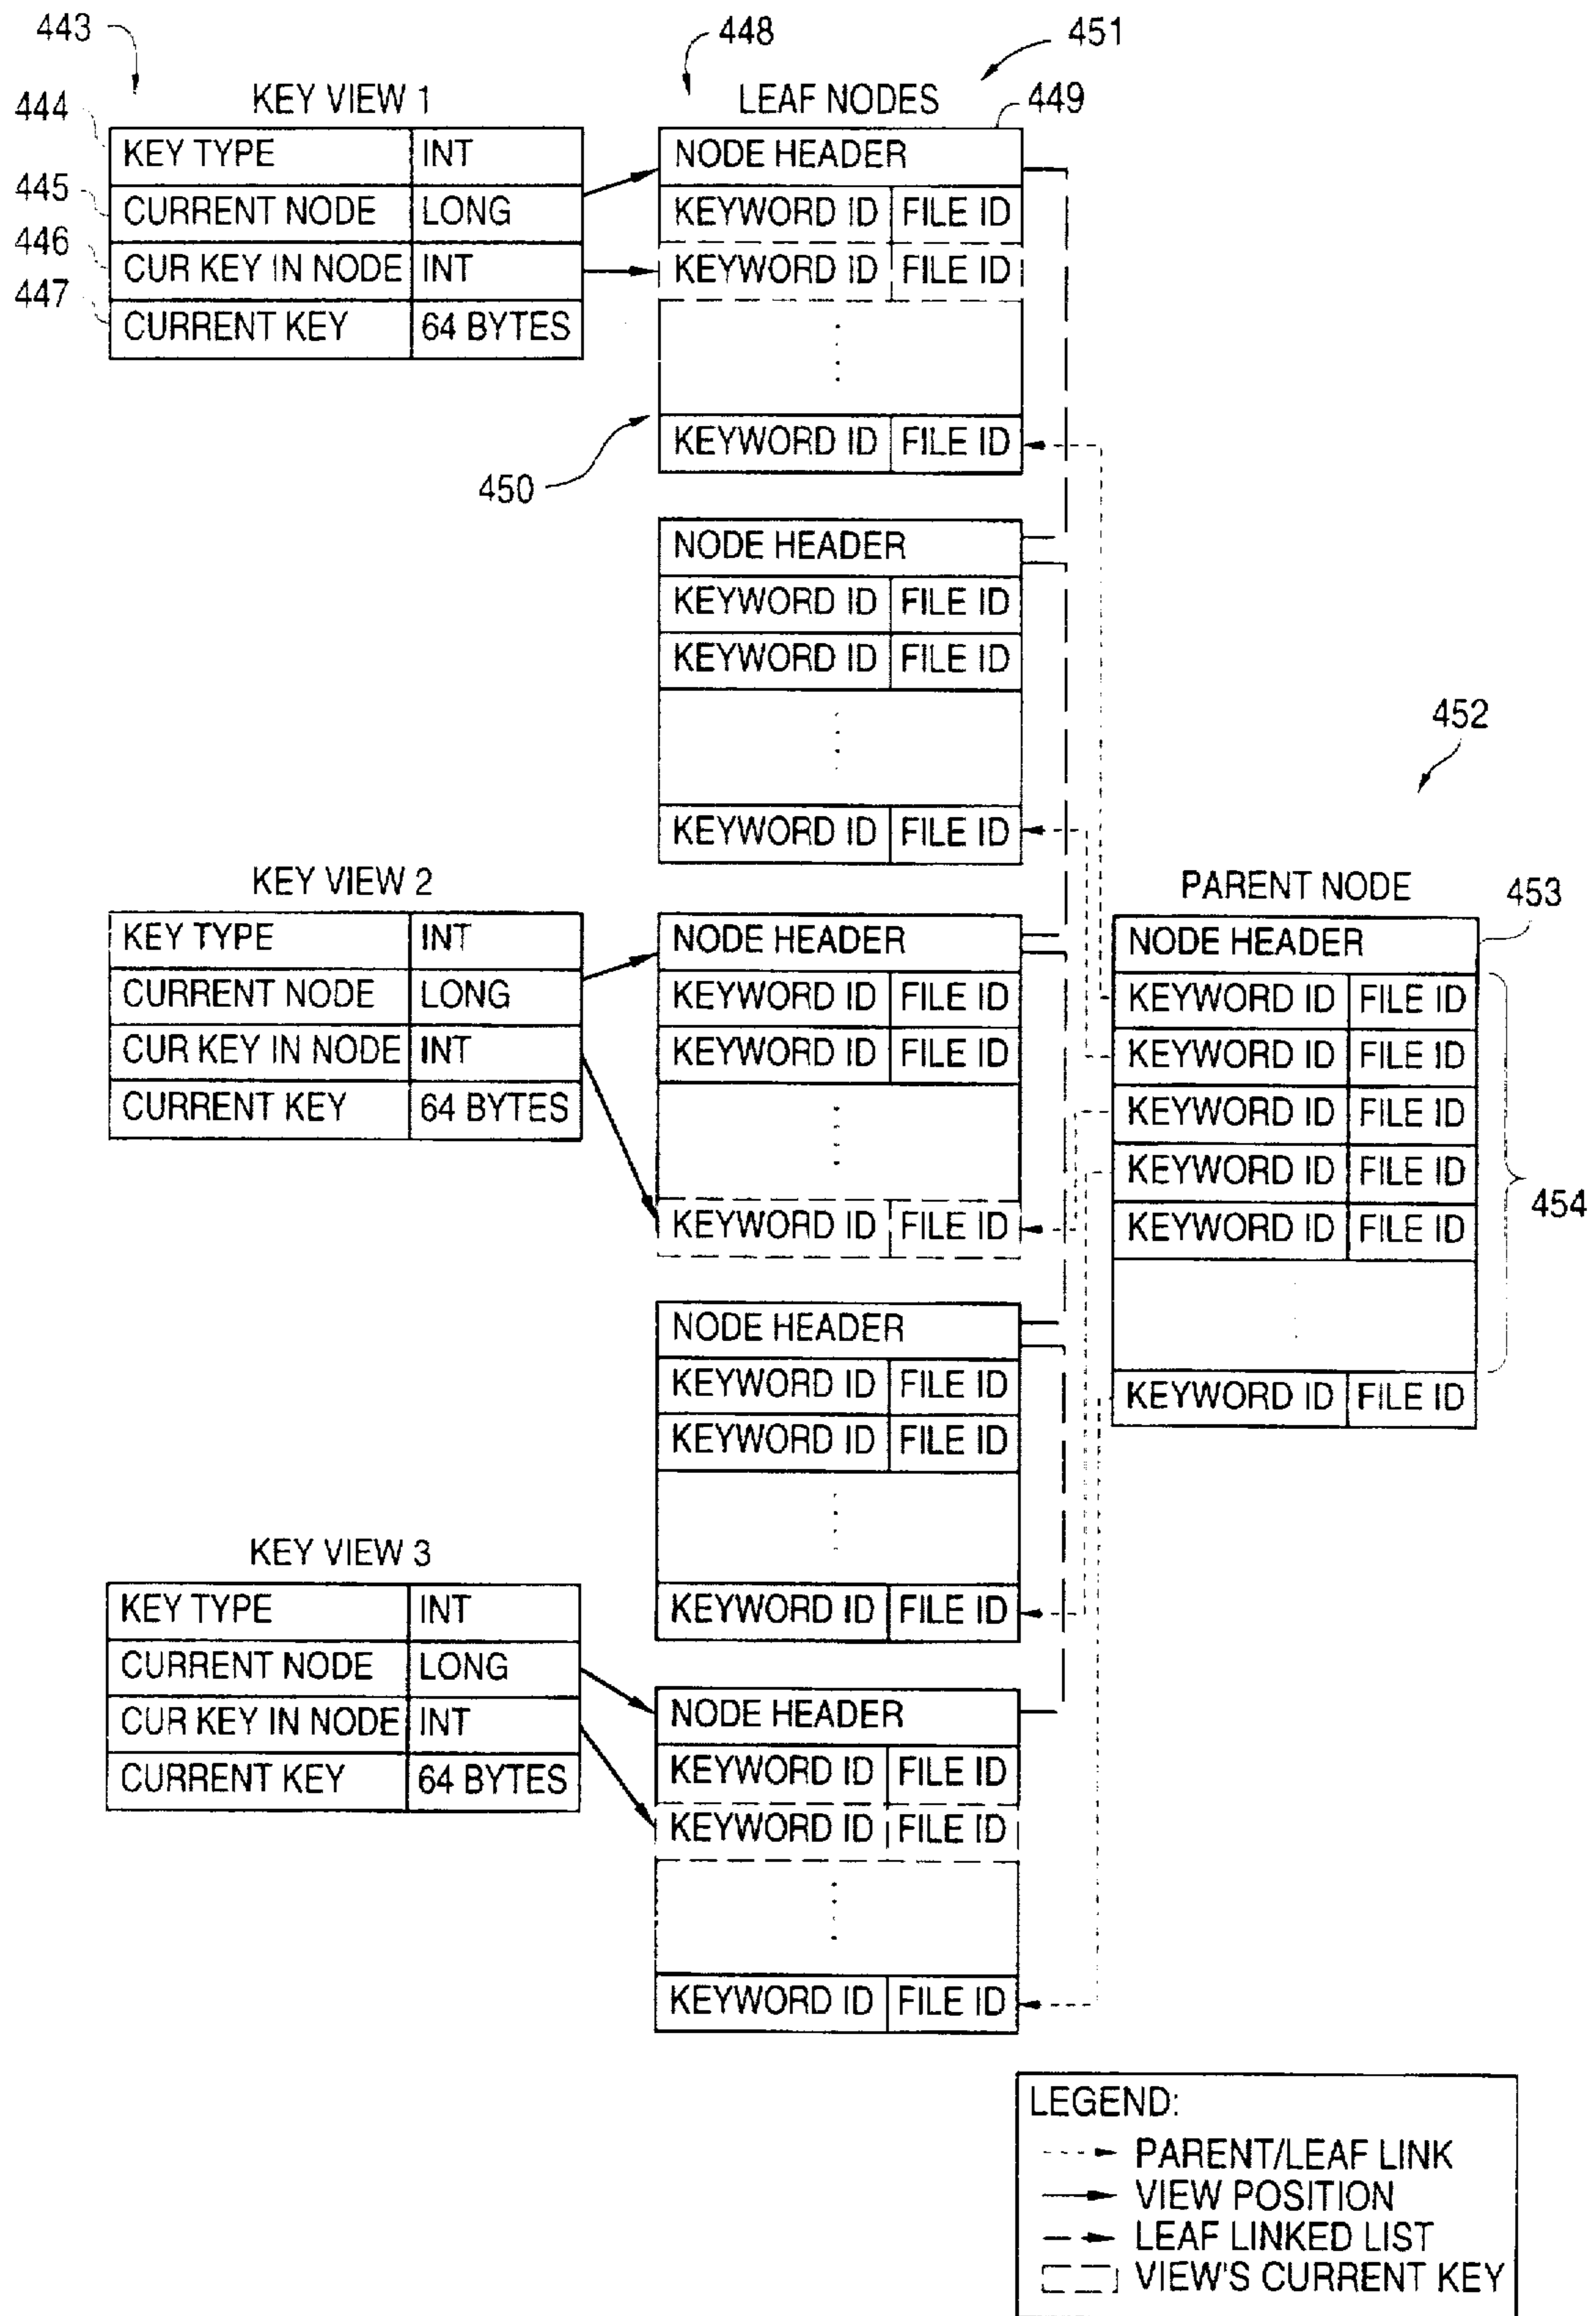 443
448
451
KEY VIEW 1
LEAF NODES
449
444
KEY TYPE INT
NODE HEADER
445
CURRENT NODE LONG
KEYWORD ID FILE ID
446
CUR KEY IN NODE INT
KEYWORD ID FILE ID
447
CURRENT KEY 64 BYTES
KEYWORD ID FILE ID
450
NODE HEADER
KEYWORD ID FILE ID
KEYWORD ID FILE ID
452
KEYWORD ID FILE ID
KEY VIEW 2
PARENT NODE
453
KEY TYPE INT
NODE HEADER
NODE HEADER
CURRENT NODE LONG
KEYWORD ID FILE ID
KEYWORD ID FILE ID
CUR KEY IN NODE INT
KEYWORD ID FILE ID
KEYWORD ID FILE ID
CURRENT KEY 64 BYTES
KEYWORD ID FILE ID
KEYWORD ID FILE ID
454
KEYWORD ID FILE ID
KEYWORD ID FILE ID
NODE HEADER
KEYWORD ID FILE ID
KEYWORD ID FILE ID
KEYWORD ID FILE ID
KEY VIEW 3
KEY TYPE INT
KEYWORD ID FILE ID
CURRENT NODE LONG
NODE HEADER
CUR KEY IN NODE INT
KEYWORD ID FILE ID
CURRENT KEY 64 BYTES
KEYWORD ID FILE ID
KEYWORD ID FILE ID
LEGEND:
PARENT/LEAF LINK
VIEW POSITION
LEAF LINKED LIST
VIEW'S CURRENT KEY